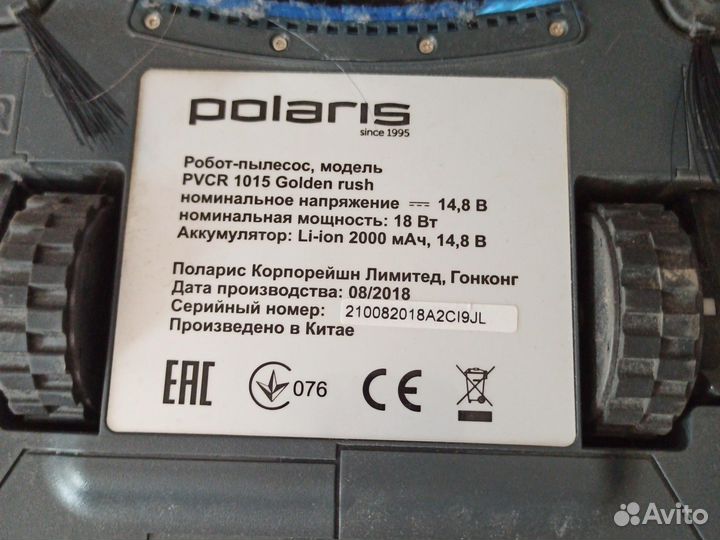 polaris
since 1995
Робот-пылесос, модель
PVCR 1015 Golden rush
номинальное напряжение ⎓ 14,8 В
номинальная мощность: 18 Вт
Аккумулятор: Li-ion 2000 мАч, 14,8 В
Поларис Корпорейшн Лимитед, Гонконг
Дата производства: 08/2018
Серийный номер: 210082018A2CI9JL
Произведено в Китае
EAC 076 CE
Avito